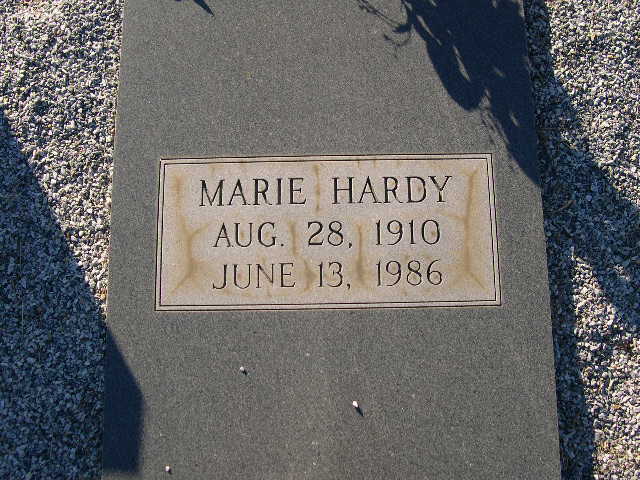 MARIE HARDY
AUG. 28, 1910
JUNE 13, 1986